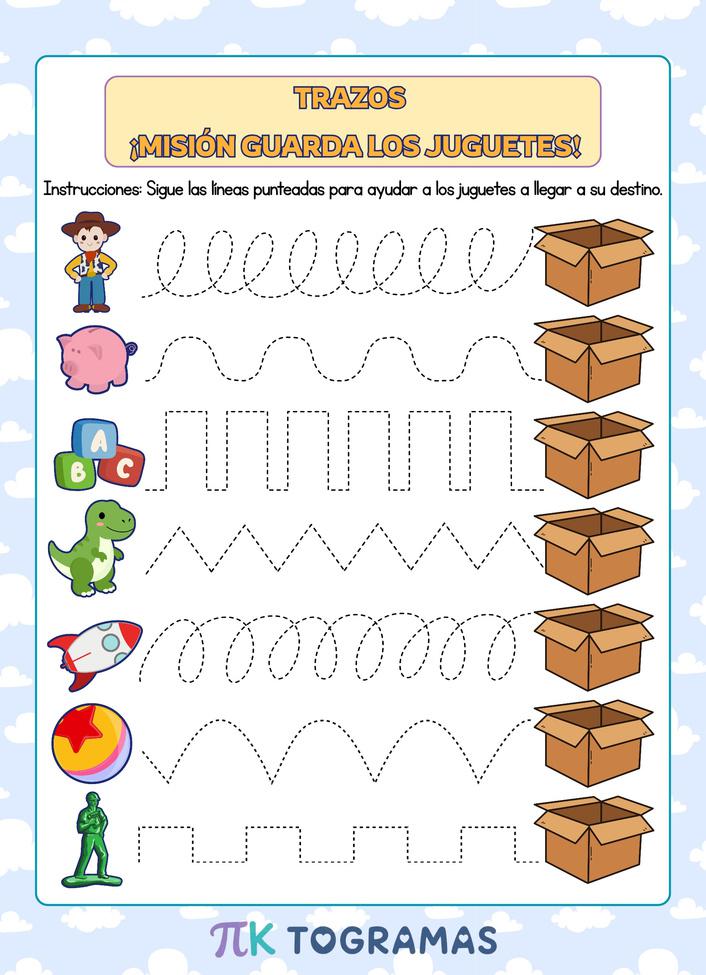 TRAZOS
¡MISIÓN GUARDA LOS JUGUETES!
Instrucciones: Sigue las líneas punteadas para ayudar a los juguetes a llegar a su destino.
A
B C
πK TOGRAMAS